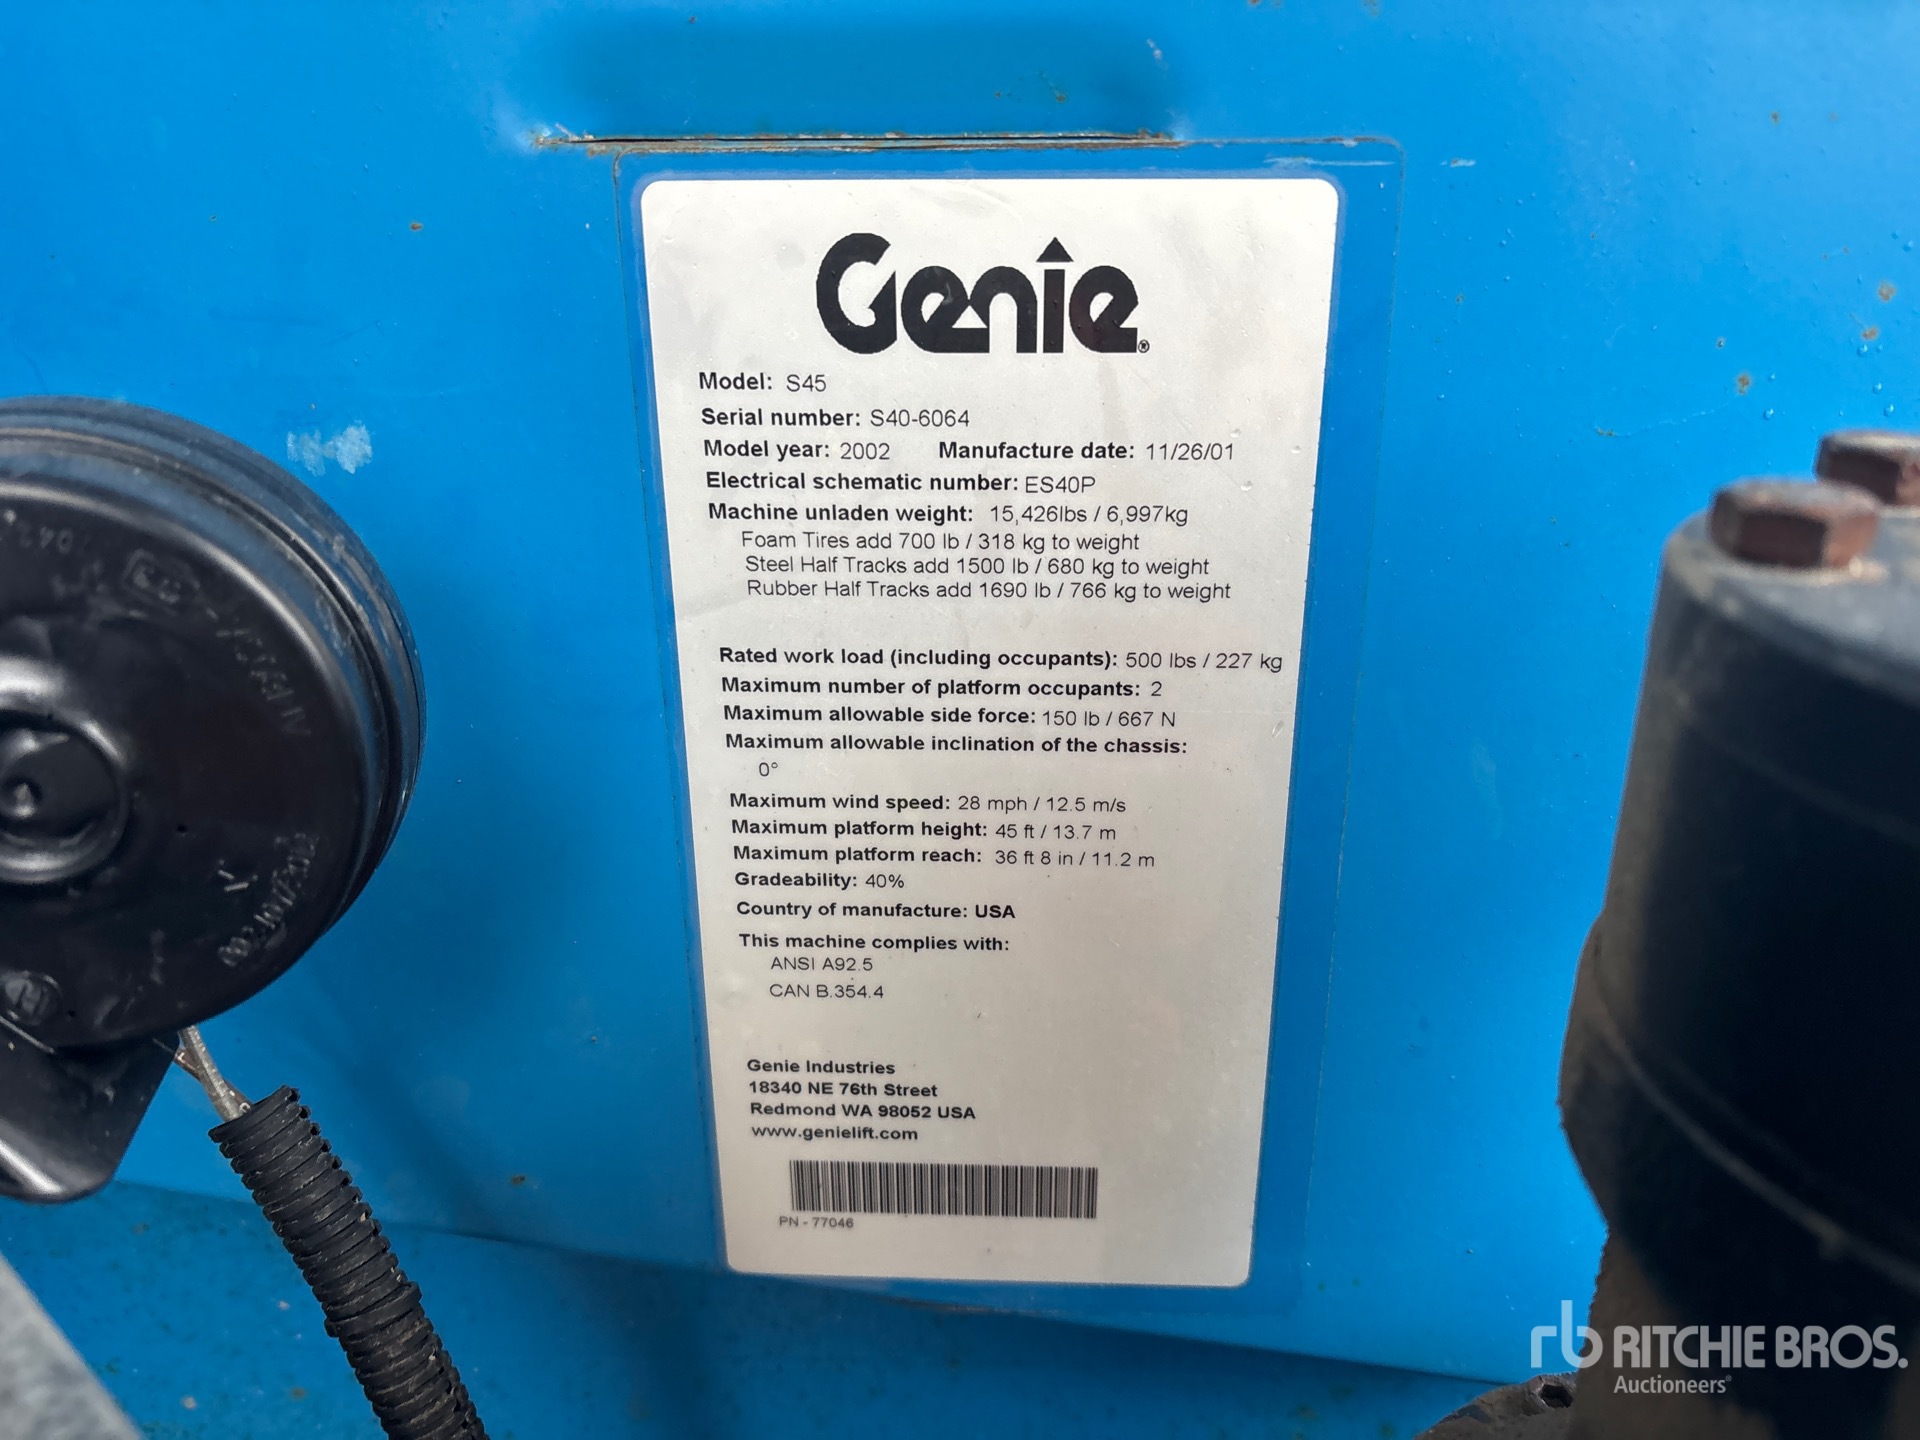 Genie
Model: S45
Serial number: S40-6064
Model year: 2002 Manufacture date: 11/26/01
Electrical schematic number: ES40P
Machine unladen weight: 15,426lbs / 6,997kg
Foam Tires add 700 lb / 318 kg to weight
Steel Half Tracks add 1500 lb / 680 kg to weight
Rubber Half Tracks add 1690 lb / 766 kg to weight
Rated work load (including occupants): 500 lbs / 227 kg
Maximum number of platform occupants: 2
Maximum allowable side force: 150 lb / 667 N
Maximum allowable inclination of the chassis:
0°
Maximum wind speed: 28 mph / 12.5 m/s
Maximum platform height: 45 ft / 13.7 m
Maximum platform reach: 36 ft 8 in / 11.2 m
Gradeability: 40%
Country of manufacture: USA
This machine complies with:
ANSI A92.5
CAN B.354.4
Genie Industries
18340 NE 76th Street
Redmond WA 98052 USA
www.genielift.com
PN - 77046
rb RITCHIE BROS.
Auctioneers®